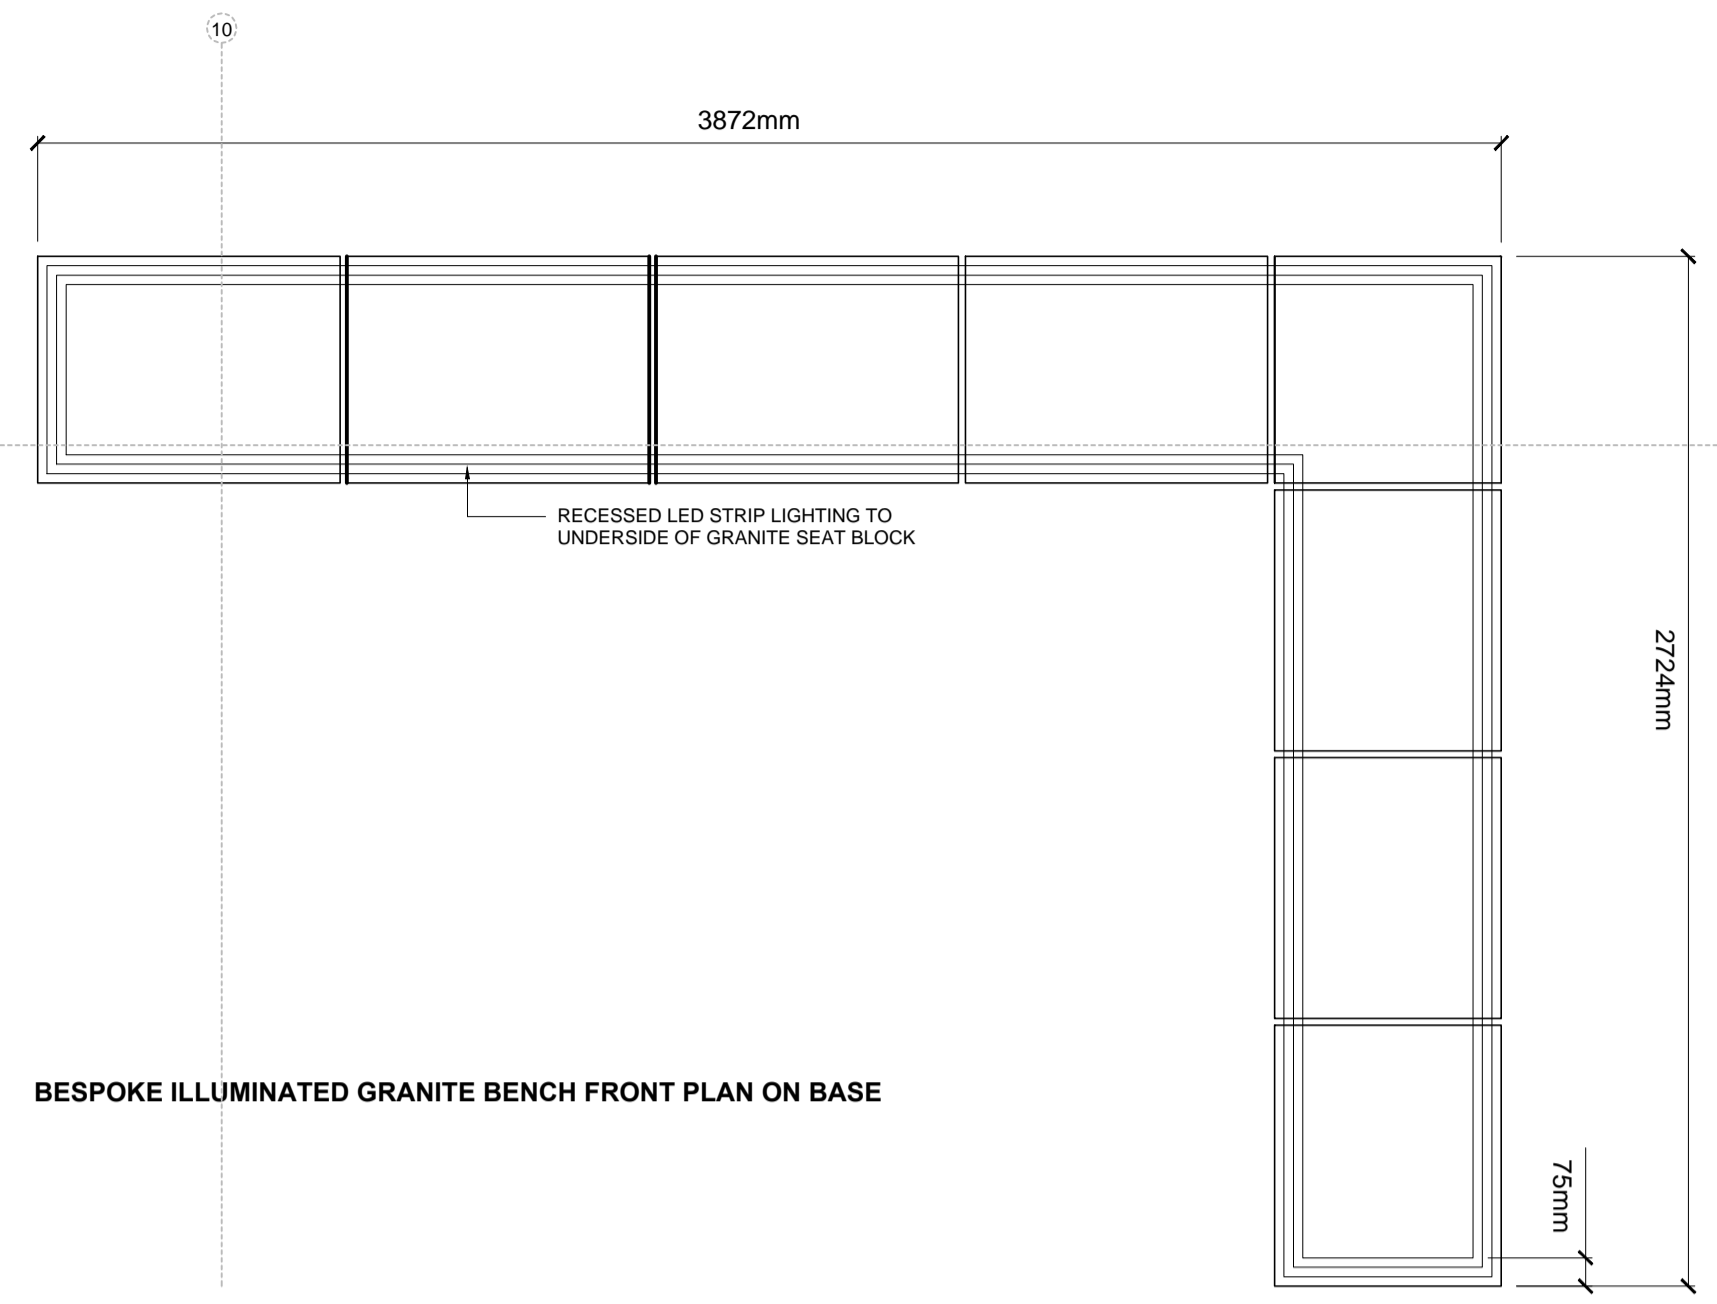 10
3872mm
RECESSED LED STRIP LIGHTING TO
UNDERSIDE OF GRANITE SEAT BLOCK
2724mm
BESPOKE ILLUMINATED GRANITE BENCH FRONT PLAN ON BASE
75mm